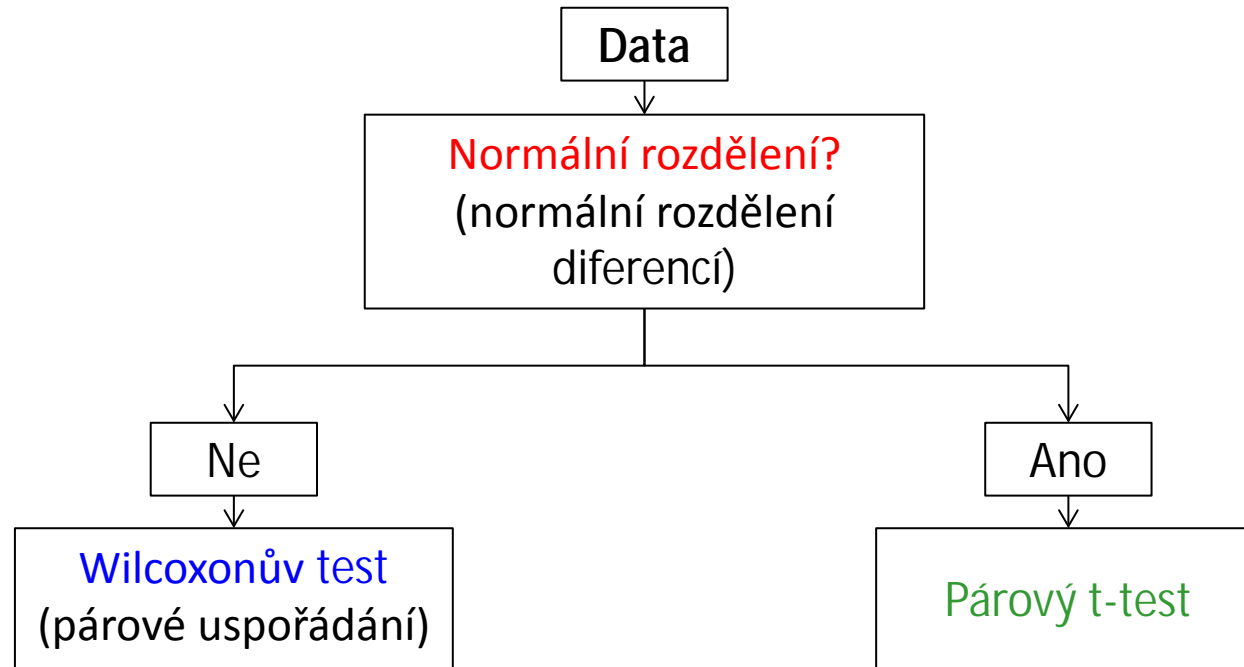 Data
Normální rozdělení?
(normální rozdělení
diferencí)
Ne
Ano
Wilcoxonův test
(párové uspořádání)
Párový t-test